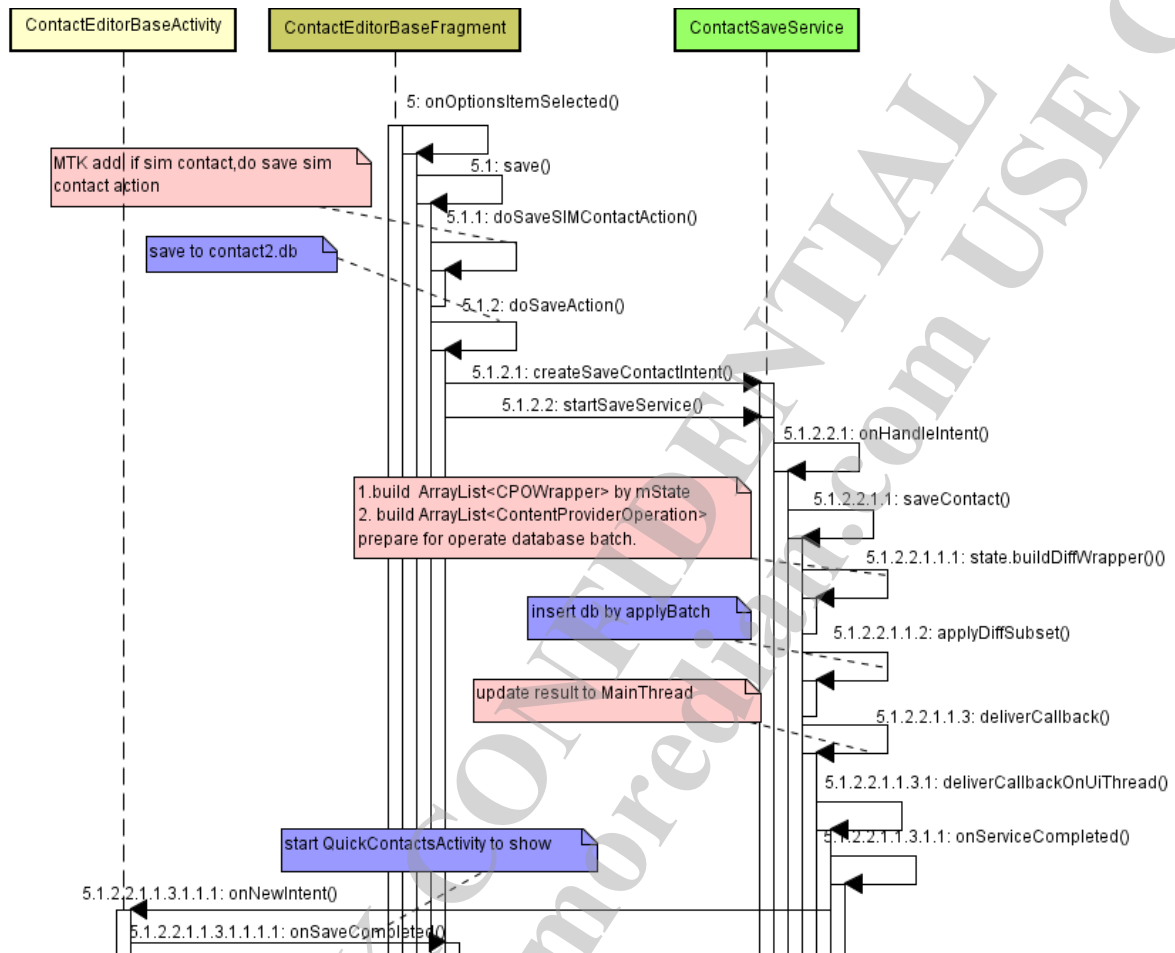 ContactEditorBaseActivity
ContactEditorBaseFragment
ContactSaveService
5: onOptionsItemSelected()
MTK add, if sim contact,do save sim
contact action
5.1: save()
5.1.1: doSaveSIMContactAction()
save to contact2.db
5.1.2: doSaveAction()
5.1.2.1: createSaveContactIntent()
5.1.2.2: startSaveService()
5.1.2.2.1: onHandleIntent()
1.build ArrayList<CPOWrapper> by mState
2. build ArrayList<ContentProviderOperation>
prepare for operate database batch.
5.1.2.2.1.1: saveContact()
5.1.2.2.1.1.1: state.buildDiffWrapper()()
insert db by applyBatch
5.1.2.2.1.1.2: applyDiffSubset()
update result to MainThread
5.1.2.2.1.1.3: deliverCallback()
5.1.2.2.1.1.3.1: deliverCallbackOnUiThread()
start QuickContactsActivity to show
5.1.2.2.1.1.3.1.1: onServiceCompleted()
5.1.2.2.1.1.3.1.1.1: onNewIntent()
5.1.2.2.1.1.3.1.1.1.1: onSaveCompleted()
K CONFIDENTIAL
moredian.com USE O